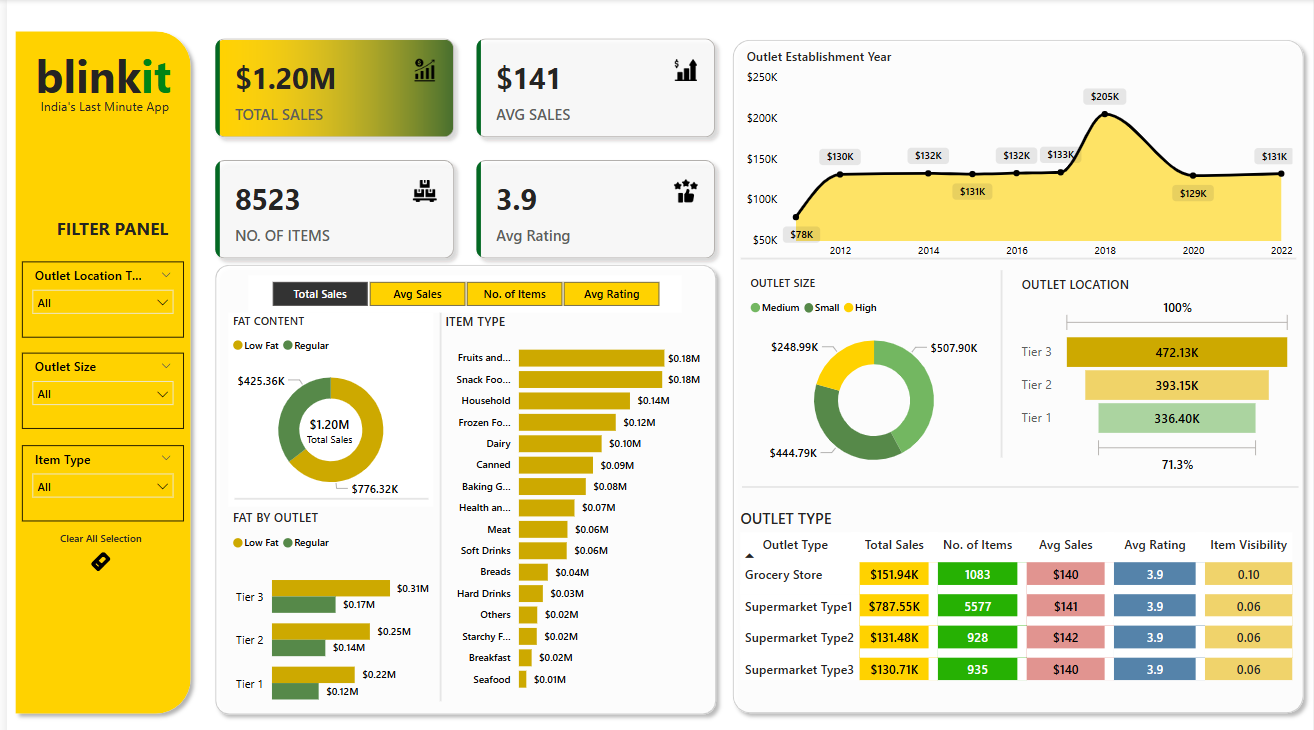 blinkit
India's Last Minute App
FILTER PANEL
Outlet Location T...
All
Outlet Size
All
Item Type
All
Clear All Selection
$1.20M
TOTAL SALES
$141
AVG SALES
8523
NO. OF ITEMS
3.9
Avg Rating
Total Sales Avg Sales No. of Items Avg Rating
FAT CONTENT
Low Fat Regular
$425.36K
$1.20M
Total Sales
$776.32K
FAT BY OUTLET
Low Fat Regular
Tier 3 $0.31M
$0.17M
Tier 2 $0.25M
$0.14M
Tier 1 $0.22M
$0.12M
ITEM TYPE
Fruits and... $0.18M
Snack Foo... $0.18M
Household $0.14M
Frozen Fo... $0.12M
Dairy $0.10M
Canned $0.09M
Baking G... $0.08M
Health an... $0.07M
Meat $0.06M
Soft Drinks $0.06M
Breads $0.04M
Hard Drinks $0.03M
Others $0.02M
Starchy F... $0.02M
Breakfast $0.02M
Seafood $0.01M
Outlet Establishment Year
$250K
$200K
$150K
$100K
$50K
$78K $130K $132K $131K $132K $133K $205K $129K $131K
2012 2014 2016 2018 2020 2022
OUTLET SIZE
Medium Small High
$248.99K $507.90K
$444.79K
OUTLET LOCATION
100%
Tier 3 472.13K
Tier 2 393.15K
Tier 1 336.40K
71.3%
OUTLET TYPE
Outlet Type Total Sales No. of Items Avg Sales Avg Rating Item Visibility
Grocery Store $151.94K 1083 $140 3.9 0.10
Supermarket Type1 $787.55K 5577 $141 3.9 0.06
Supermarket Type2 $131.48K 928 $142 3.9 0.06
Supermarket Type3 $130.71K 935 $140 3.9 0.06